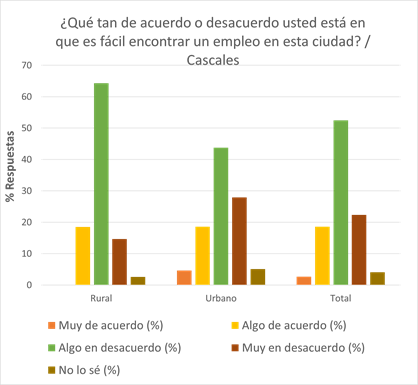 ¿Qué tan de acuerdo o desacuerdo usted está en
que es fácil encontrar un empleo en esta ciudad? /
Cascales
70
60
50
40
30
20
10
0
% Respuestas
Rural
Urbano
Total
Muy de acuerdo (%)
Algo de acuerdo (%)
Algo en desacuerdo (%)
Muy en desacuerdo (%)
No lo sé (%)